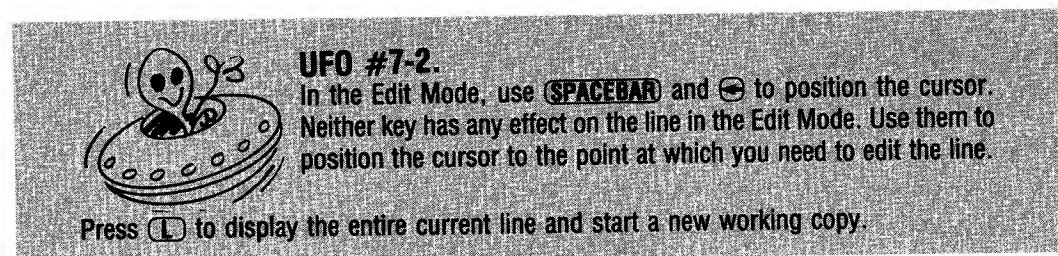 UFO #7-2.
In the Edit Mode, use SPACEBAR and ← to position the cursor.
Neither key has any effect on the line in the Edit Mode. Use them to
position the cursor to the point at which you need to edit the line.
Press L to display the entire current line and start a new working copy.